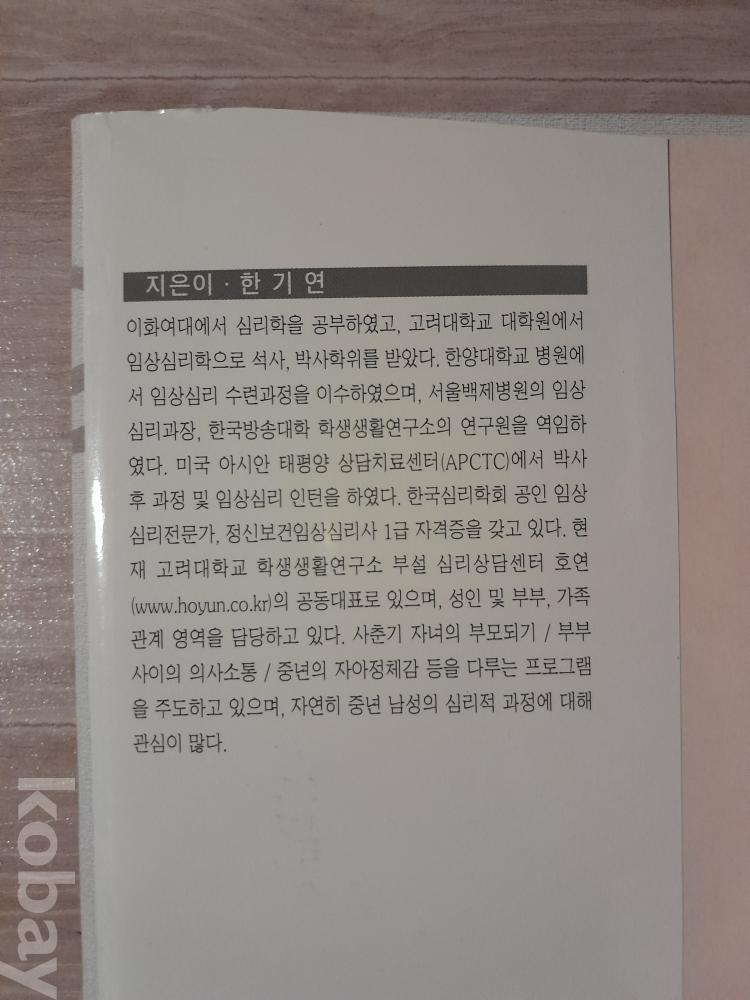 지은이 · 한 기 연
이화여대에서 심리학을 공부하였고, 고려대학교 대학원에서
임상심리학으로 석사, 박사학위를 받았다. 한양대학교 병원에
서 임상심리 수련과정을 이수하였으며, 서울백제병원의 임상
심리과장, 한국방송대학 학생생활연구소의 연구원을 역임하
였다. 미국 아시안 태평양 상담치료센터(APCTC)에서 박사
후 과정 및 임상심리 인턴을 하였다. 한국심리학회 공인 임상
심리전문가, 정신보건임상심리사 1급 자격증을 갖고 있다. 현
재 고려대학교 학생생활연구소 부설 심리상담센터 호연
(www.hoyun.co.kr)의 공동대표로 있으며, 성인 및 부부, 가족
관계 영역을 담당하고 있다. 사춘기 자녀의 부모되기 / 부부
사이의 의사소통 / 중년의 자아정체감 등을 다루는 프로그램
을 주도하고 있으며, 자연히 중년 남성의 심리적 과정에 대해
관심이 많다.
kobay